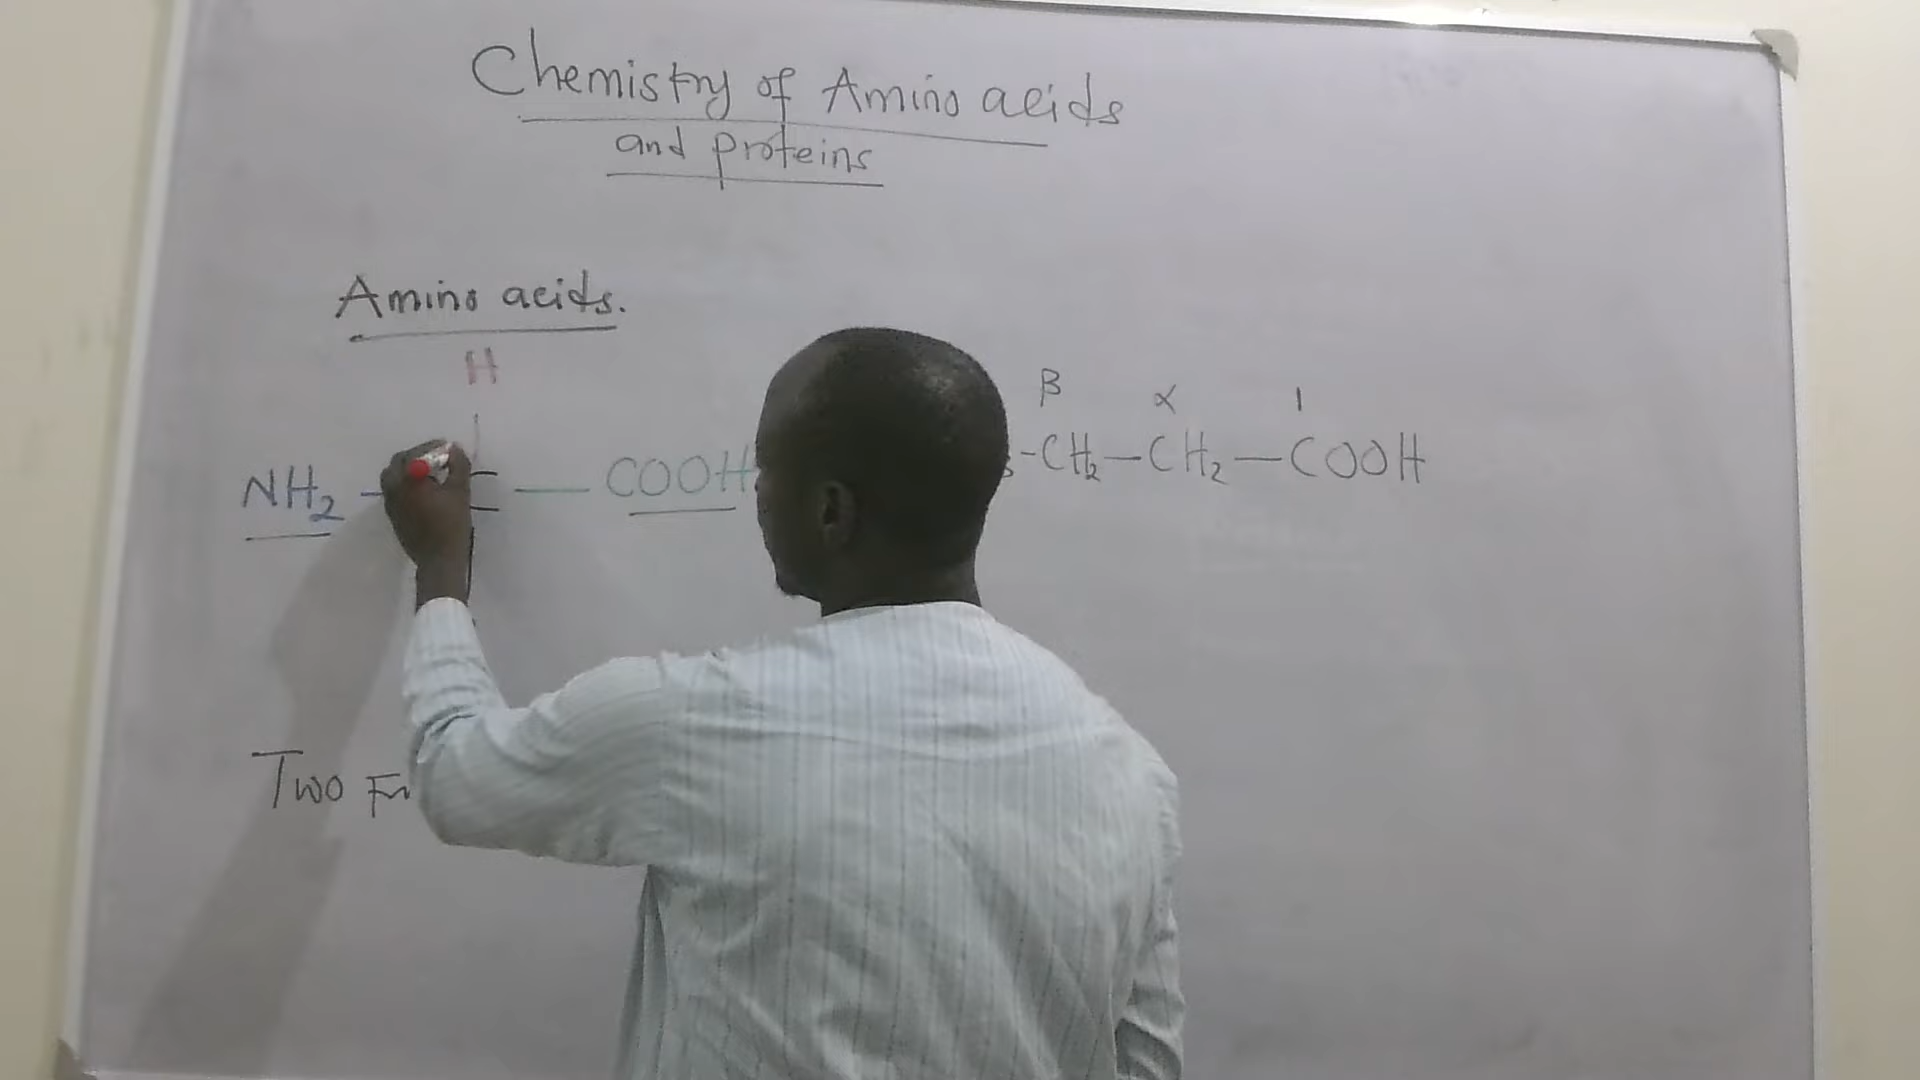 Chemistry of Amino acids
and proteins
Amino acids.
H
NH₂ — C — COOH
β α 1
-CH₂-CH₂-COOH
Two